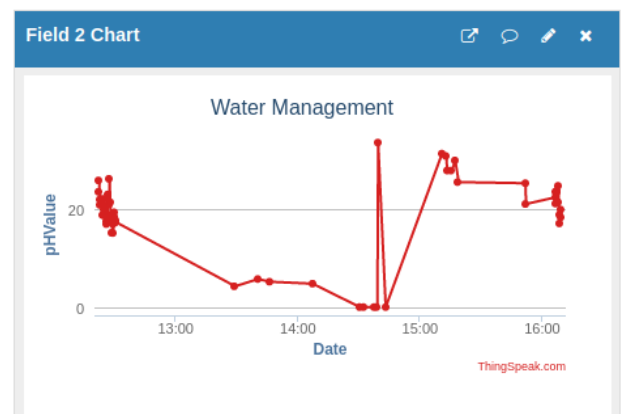 Field 2 Chart
Water Management
pHValue
20
0
13:00
14:00
15:00
16:00
Date
ThingSpeak.com